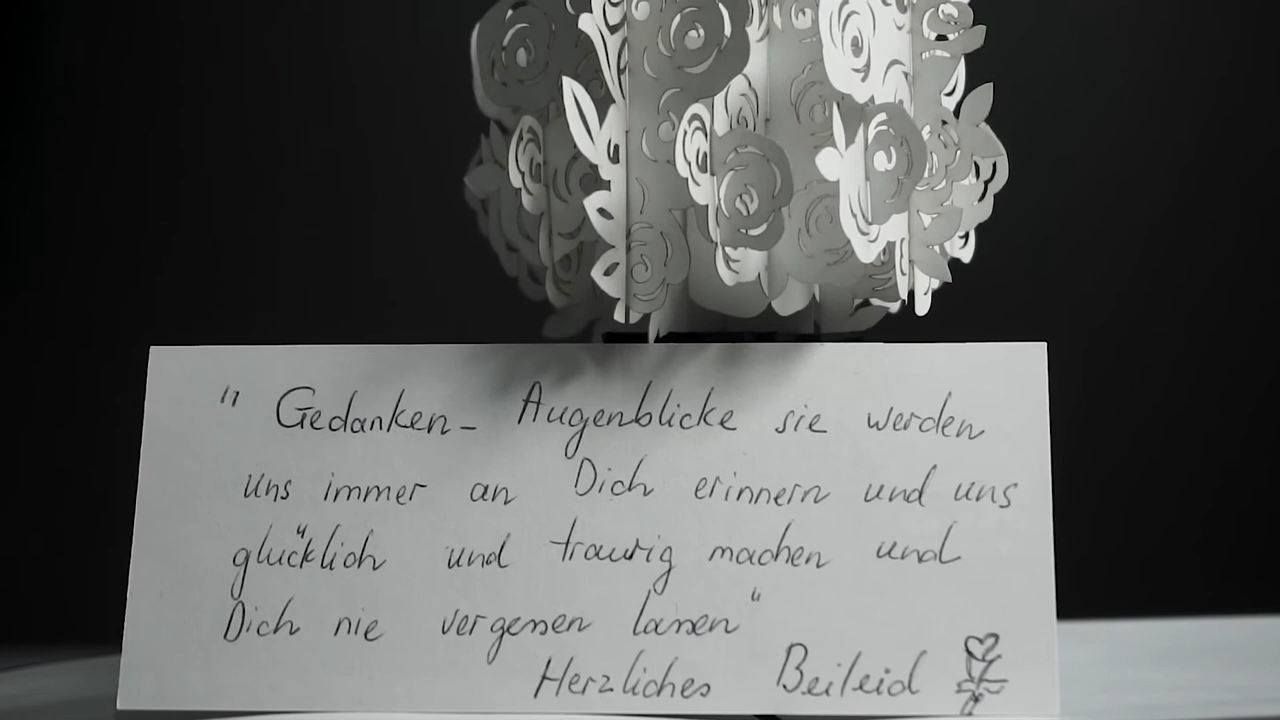 " Gedanken - Augenblicke sie werden
uns immer an Dich erinnern und uns
glücklich und traurig machen und
Dich nie vergessen lassen"
Herzliches Beileid